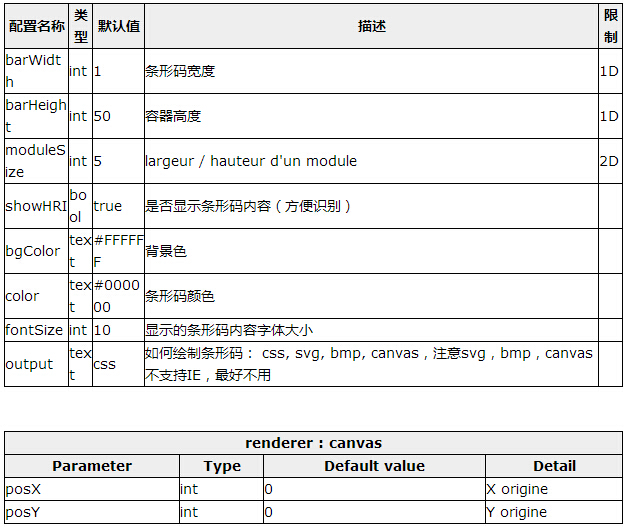 配置名称 类型 默认值 描述 限制
barWidth int 1 条形码宽度 1D
barHeight int 50 容器高度 1D
moduleSize int 5 largeur / hauteur d'un module 2D
showHRI bool true 是否显示条形码内容（方便识别）
bgColor text #FFFFFF 背景色
color text #000000 条形码颜色
fontSize int 10 显示的条形码内容字体大小
output text css 如何绘制条形码： css, svg, bmp, canvas，注意svg，bmp，canvas
不支持IE，最好不用
renderer : canvas
Parameter Type Default value Detail
posX int 0 X origine
posY int 0 Y origine